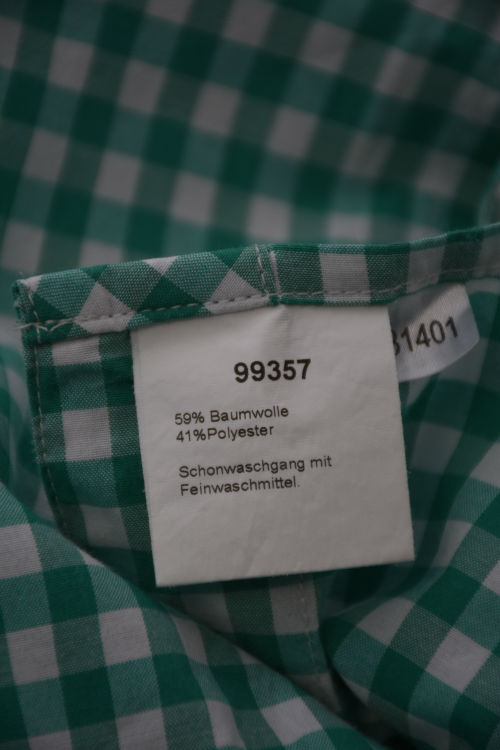 99357
59% Baumwolle
41%Polyester
Schonwaschgang mit
Feinwaschmittel.
31401